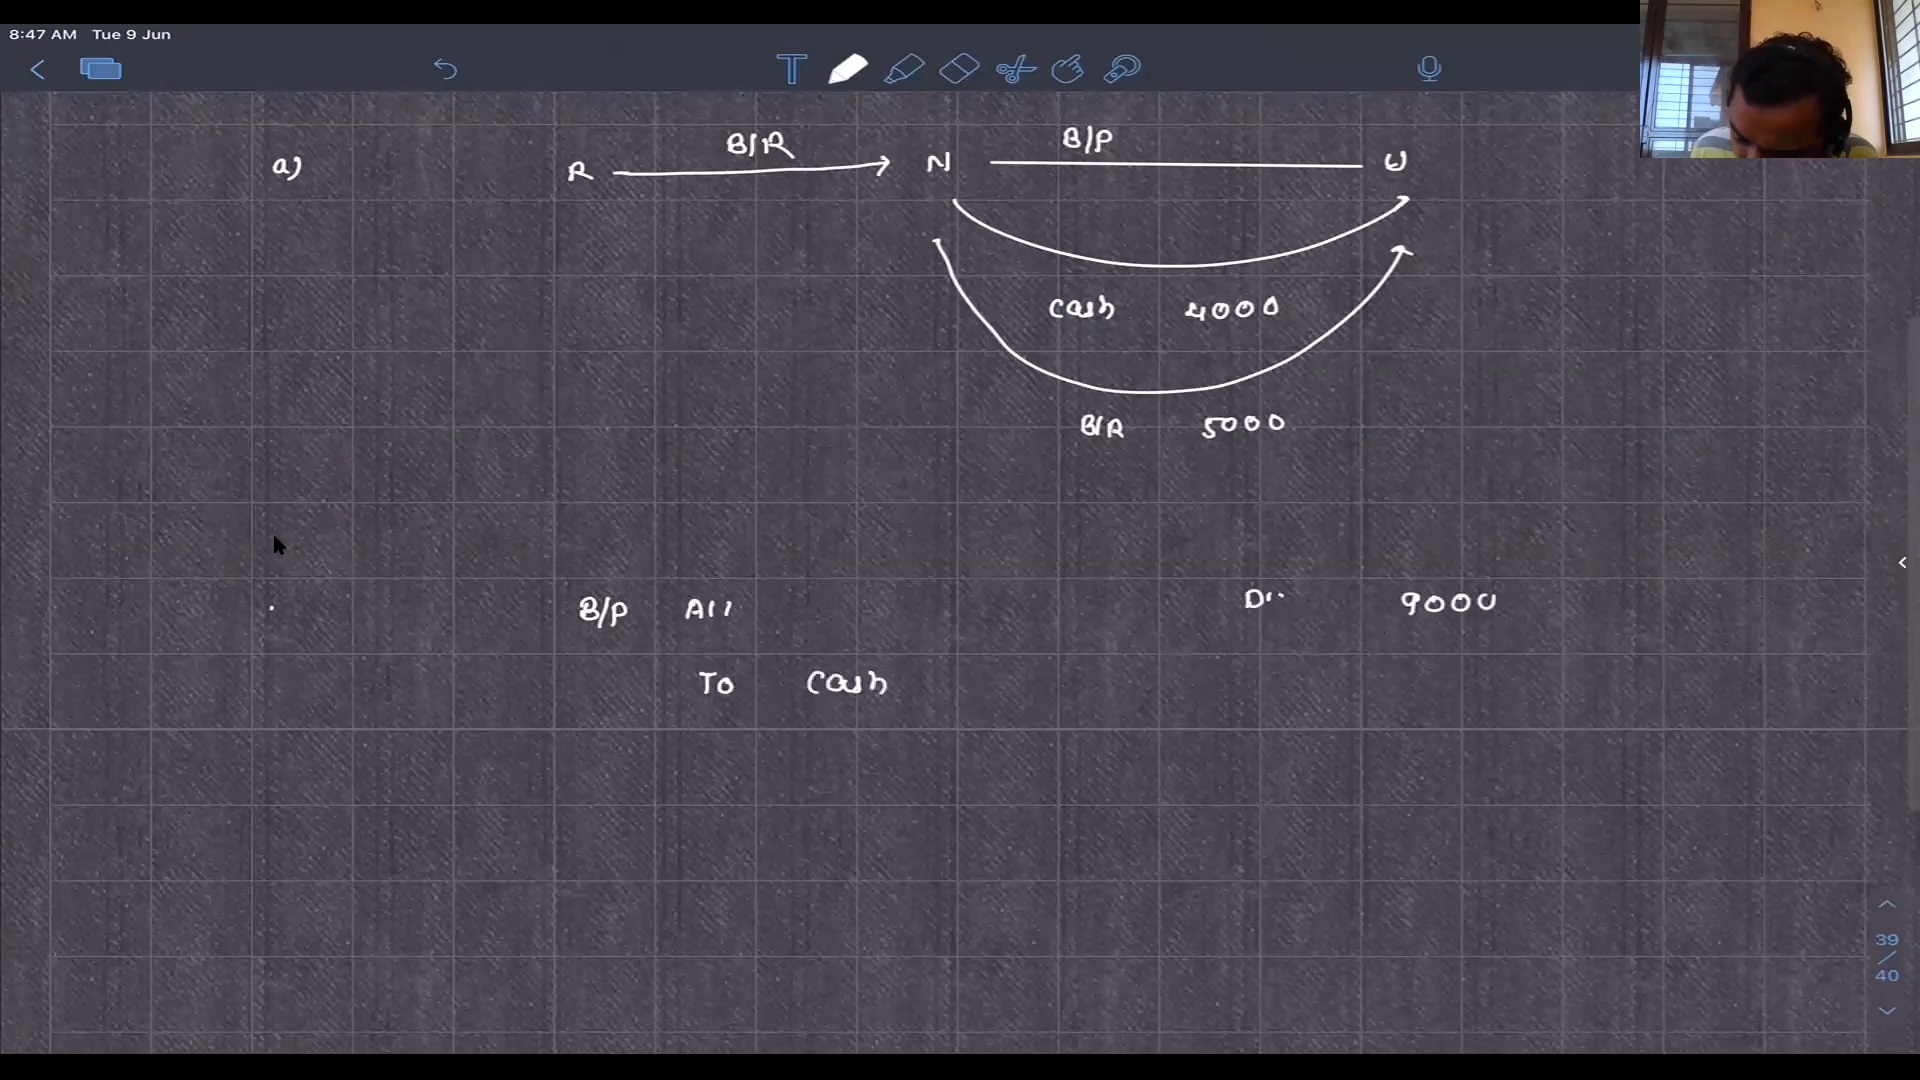 8:47 AM Tue 9 Jun
a) R B/R N B/P U
Cash 4000
B/R 5000
B/P A/c Dr. 9000
To Cash
39
40